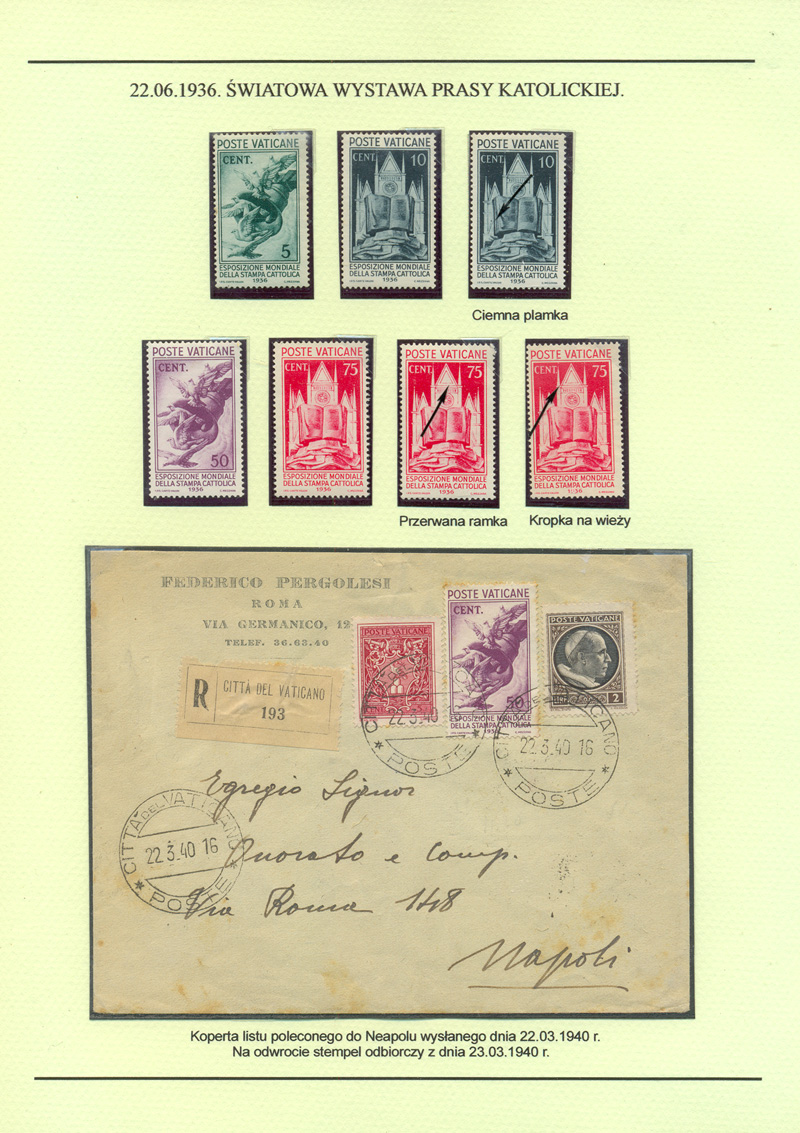 22.06.1936. ŚWIATOWA WYSTAWA PRASY KATOLICKIEJ.
POSTE VATICANE
CENT.
5
ESPOSIZIONE MONDIALE
DELLA STAMPA CATTOLICA
1936
POSTE VATICANE
CENT. 10
ESPOSIZIONE MONDIALE
DELLA STAMPA CATTOLICA
1936
POSTE VATICANE
CENT. 10
ESPOSIZIONE MONDIALE
DELLA STAMPA CATTOLICA
1936
Ciemna plamka
POSTE VATICANE
CENT.
50
ESPOSIZIONE MONDIALE
DELLA STAMPA CATTOLICA
1936
POSTE VATICANE
CENT. 75
ESPOSIZIONE MONDIALE
DELLA STAMPA CATTOLICA
1936
POSTE VATICANE
CENT. 75
ESPOSIZIONE MONDIALE
DELLA STAMPA CATTOLICA
1936
Przerwana ramka
POSTE VATICANE
CENT. 75
ESPOSIZIONE MONDIALE
DELLA STAMPA CATTOLICA
1936
Kropka na wieży
FEDERICO PERGOLESI
ROMA
VIA GERMANICO, 12
TELEF. 36.63.40
R
CITTÀ DEL VATICANO
193
POSTE VATICANE
CENT
POSTE VATICANE
CENT.
50
ESPOSIZIONE MONDIALE
DELLA STAMPA CATTOLICA
POSTE VATICANE
LIRE 2
22.3.40
POSTE
22.3.40 16
POSTE
CITTÀ DEL VATICANO
22.3.40 16
POSTE
Egregio Signor
Onorato e Comp.
Via Roma 148
Napoli
Koperta listu poleconego do Neapolu wysłanego dnia 22.03.1940 r.
Na odwrocie stempel odbiorczy z dnia 23.03.1940 r.